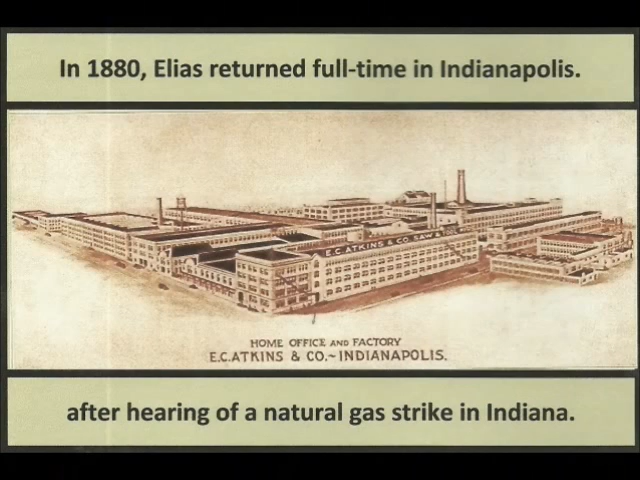 In 1880, Elias returned full-time in Indianapolis.
E.C. ATKINS & CO. SAW
HOME OFFICE AND FACTORY
E.C. ATKINS & CO. ~ INDIANAPOLIS.
after hearing of a natural gas strike in Indiana.